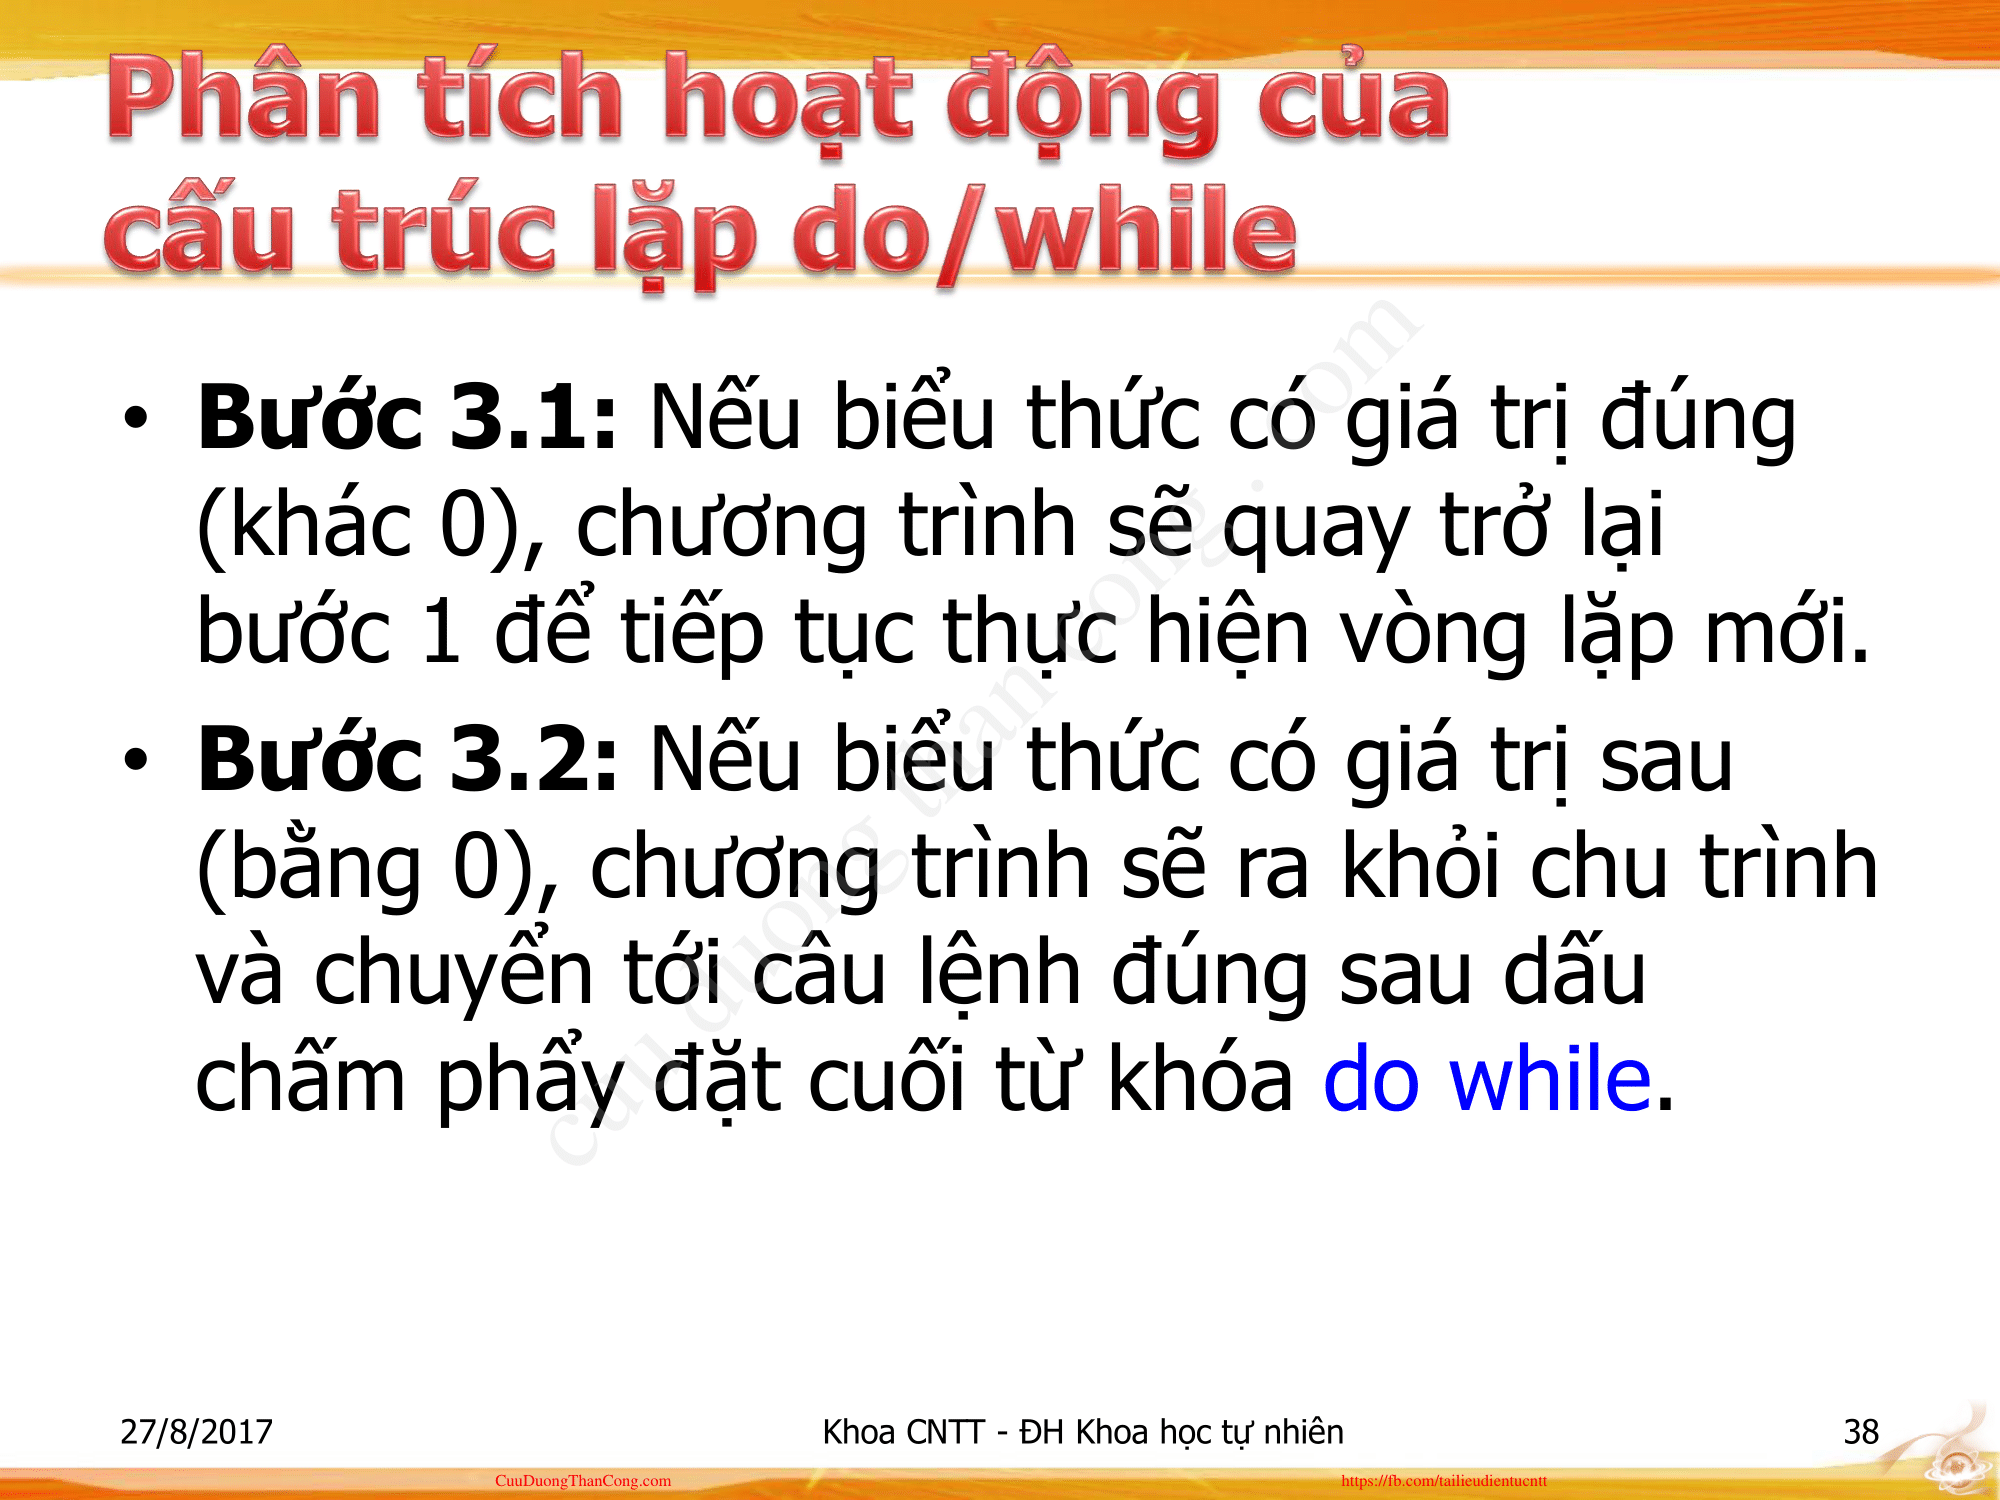 Phân tích hoạt động của
cấu trúc lặp do/while
• Bước 3.1: Nếu biểu thức có giá trị đúng
(khác 0), chương trình sẽ quay trở lại
bước 1 để tiếp tục thực hiện vòng lặp mới.
• Bước 3.2: Nếu biểu thức có giá trị sau
(bằng 0), chương trình sẽ ra khỏi chu trình
và chuyển tới câu lệnh đúng sau dấu
chấm phẩy đặt cuối từ khóa do while.
cuu duong than cong . com
27/8/2017
Khoa CNTT - ĐH Khoa học tự nhiên
38
CuuDuongThanCong.com
https://fb.com/tailieudientucntt